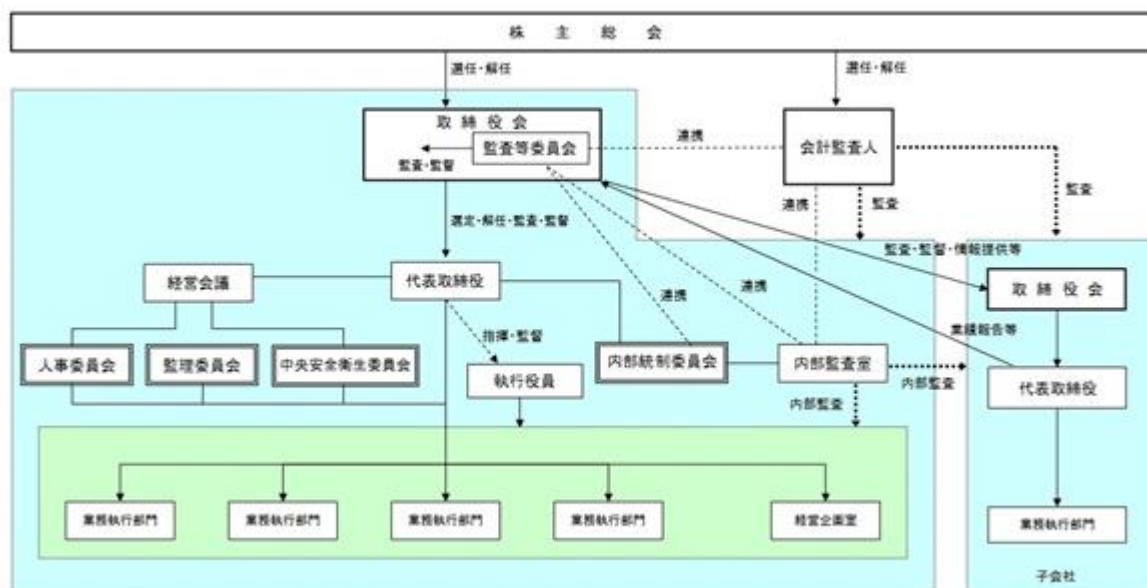 株主総会
選任・解任
選任・解任
取締役会
監査等委員会
監査・監督
連携
会計監査人
連携
監査
監査
選定・解任・監査・監督
監査・監督・情報提供等
経営会議
代表取締役
取締役会
連携
連携
指揮・監督
業績報告等
人事委員会
監理委員会
中央安全衛生委員会
執行役員
内部統制委員会
内部監査室
内部監査
内部監査
代表取締役
業務執行部門
業務執行部門
業務執行部門
業務執行部門
経営企画室
業務執行部門
子会社